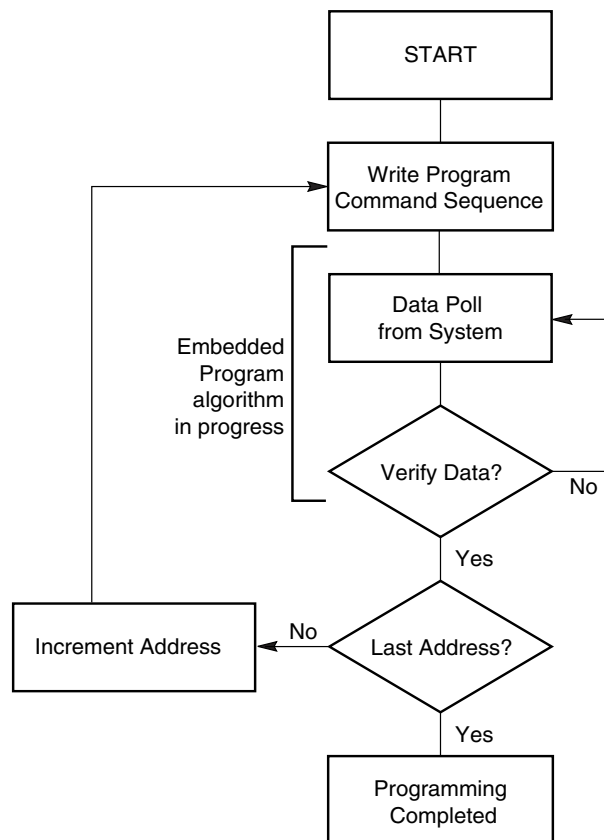 START
Write Program
Command Sequence
Data Poll
from System
Embedded
Program
algorithm
in progress
Verify Data?
No
Yes
Increment Address
No
Last Address?
Yes
Programming
Completed